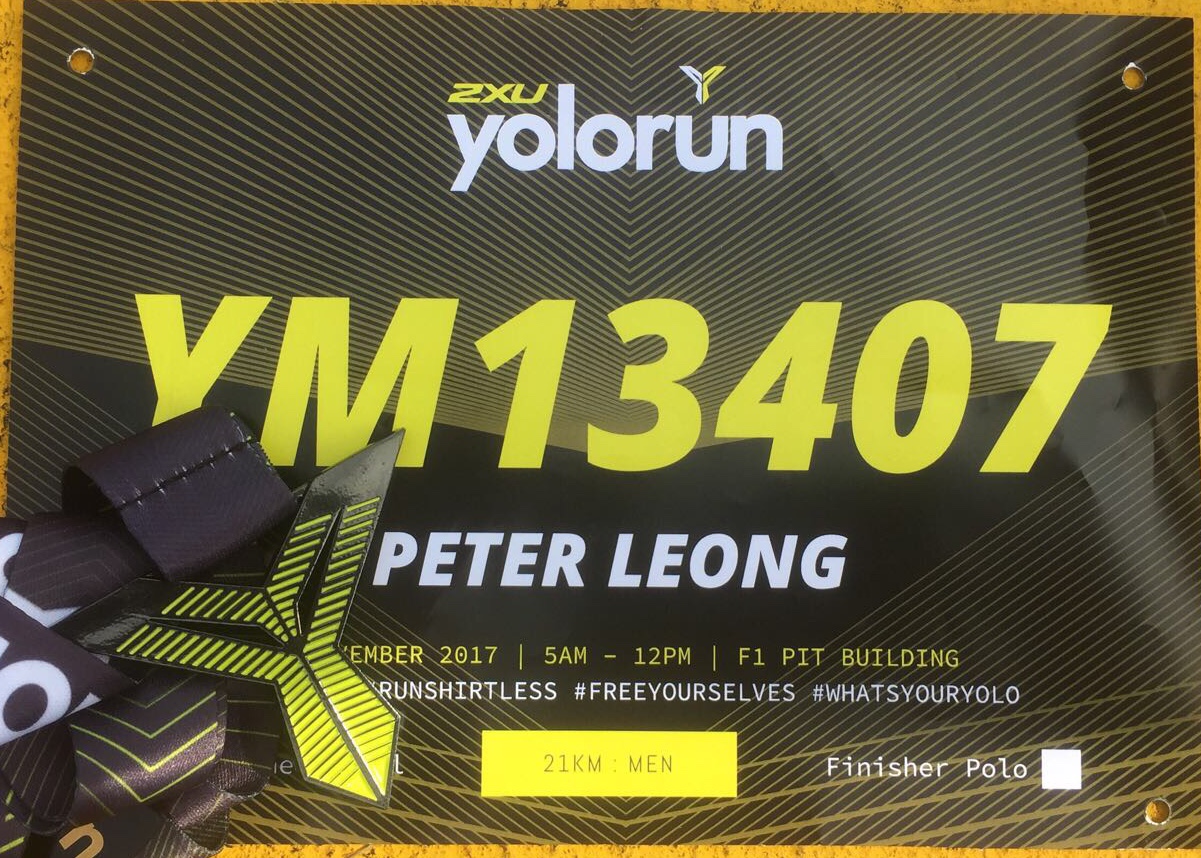 2XU
yolorun
YM13407
PETER LEONG
EMBER 2017 | 5AM – 12PM | F1 PIT BUILDING
RUNSHIRTLESS #FREEYOURSELVES #WHATSYOURYOLO
21KM : MEN
Finisher Polo